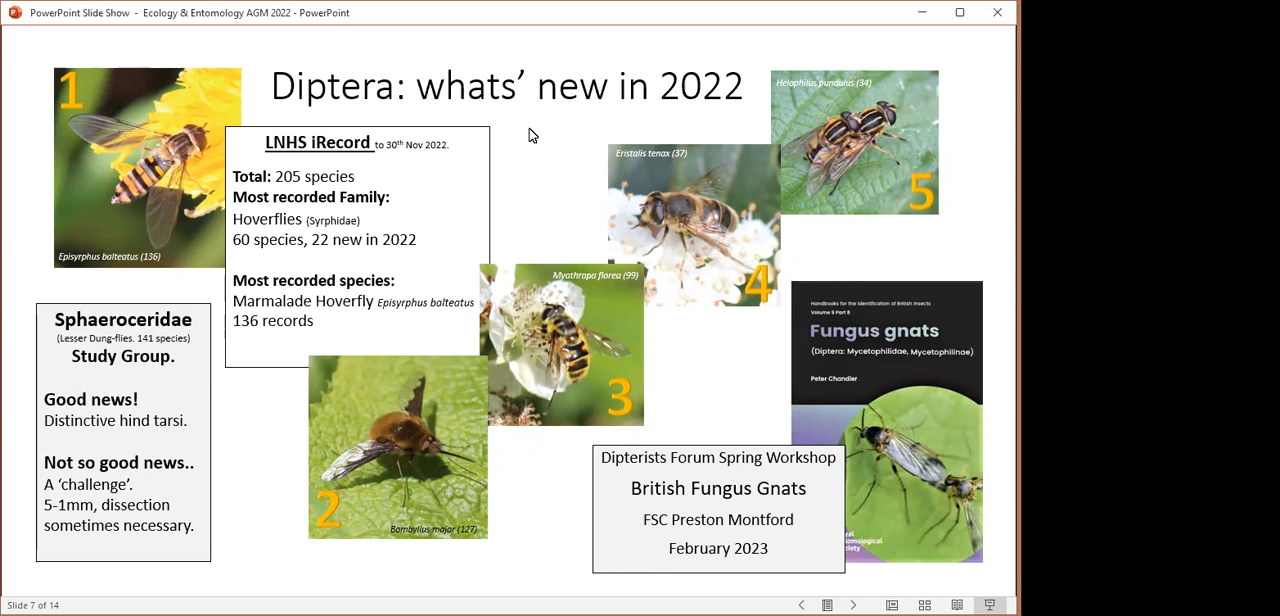 PowerPoint Slide Show - Ecology & Entomology AGM 2022 - PowerPoint
Diptera: whats’ new in 2022
1
Episyrphus balteatus (136)
LNHS iRecord to 30th Nov 2022.
Total: 205 species
Most recorded Family:
Hoverflies (Syrphidae)
60 species, 22 new in 2022
Most recorded species:
Marmalade Hoverfly Episyrphus balteatus
136 records
Sphaeroceridae
(Lesser Dung-flies. 141 species)
Study Group.
Good news!
Distinctive hind tarsi.
Not so good news..
A ‘challenge’.
5-1mm, dissection
sometimes necessary.
2
Bombylius major (127)
Myathropa florea (99)
3
Eristalis tenax (37)
4
Helophilus pundulus (34)
5
Handbooks for the Identification of British Insects
Volume 9 Part 8
Fungus gnats
(Diptera: Mycetophilidae, Mycetophilinae)
Peter Chandler
Dipterists Forum Spring Workshop
British Fungus Gnats
FSC Preston Montford
February 2023
Slide 7 of 14